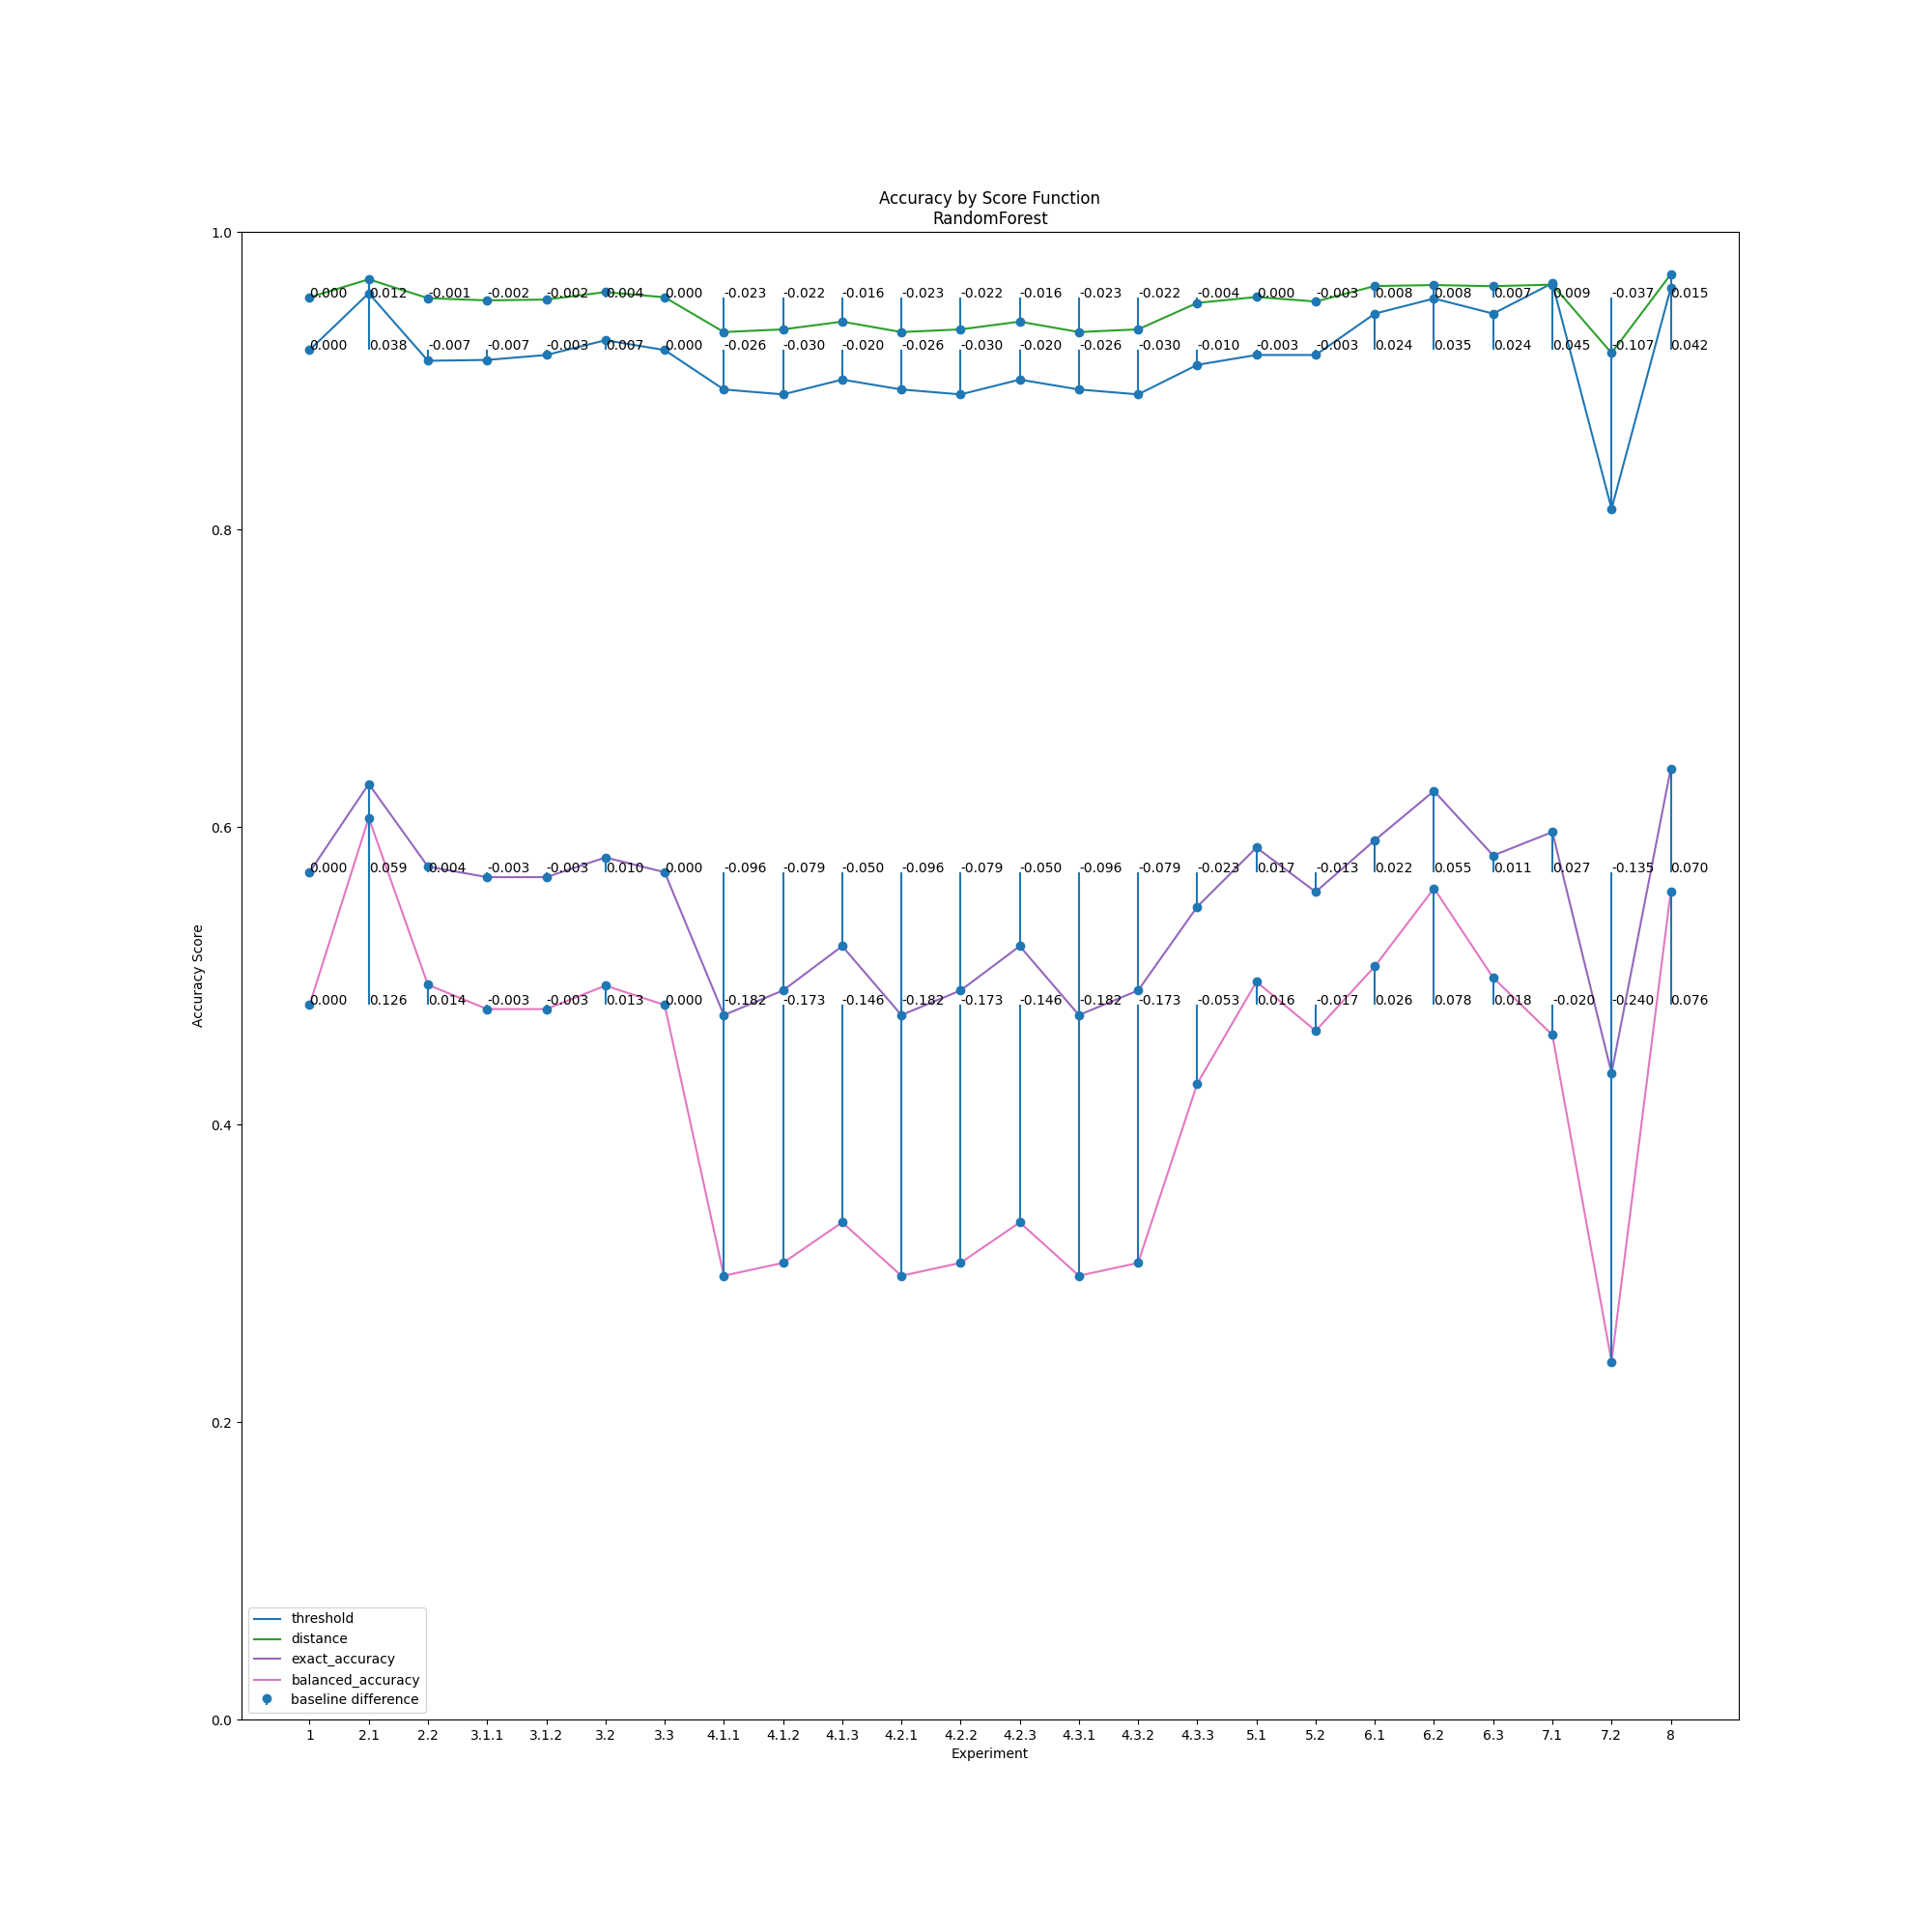 Accuracy by Score Function
RandomForest
1.0
0.000 0.012 -0.001 -0.002 -0.002 0.004 0.000 -0.023 -0.022 -0.016 -0.023 -0.022 -0.016 -0.023 -0.022 -0.004 0.000 -0.003 0.008 0.008 0.007 0.009 -0.037 0.015
0.000 0.038 -0.007 -0.007 -0.003 0.007 0.000 -0.026 -0.030 -0.020 -0.026 -0.030 -0.020 -0.026 -0.030 -0.010 -0.003 -0.003 0.024 0.035 0.024 0.045 -0.107 0.042
0.8
0.6
0.000 0.059 0.004 -0.003 -0.003 0.010 0.000 -0.096 -0.079 -0.050 -0.096 -0.079 -0.050 -0.096 -0.079 -0.023 0.017 -0.013 0.022 0.055 0.011 0.027 -0.135 0.070
0.000 0.126 0.014 -0.003 -0.003 0.013 0.000 -0.182 -0.173 -0.146 -0.182 -0.173 -0.146 -0.182 -0.173 -0.053 0.016 -0.017 0.026 0.078 0.018 -0.020 -0.240 0.076
Accuracy Score
0.4
0.2
threshold
distance
exact_accuracy
balanced_accuracy
baseline difference
0.0
1 2.1 2.2 3.1.1 3.1.2 3.2 3.3 4.1.1 4.1.2 4.1.3 4.2.1 4.2.2 4.2.3 4.3.1 4.3.2 4.3.3 5.1 5.2 6.1 6.2 6.3 7.1 7.2 8
Experiment